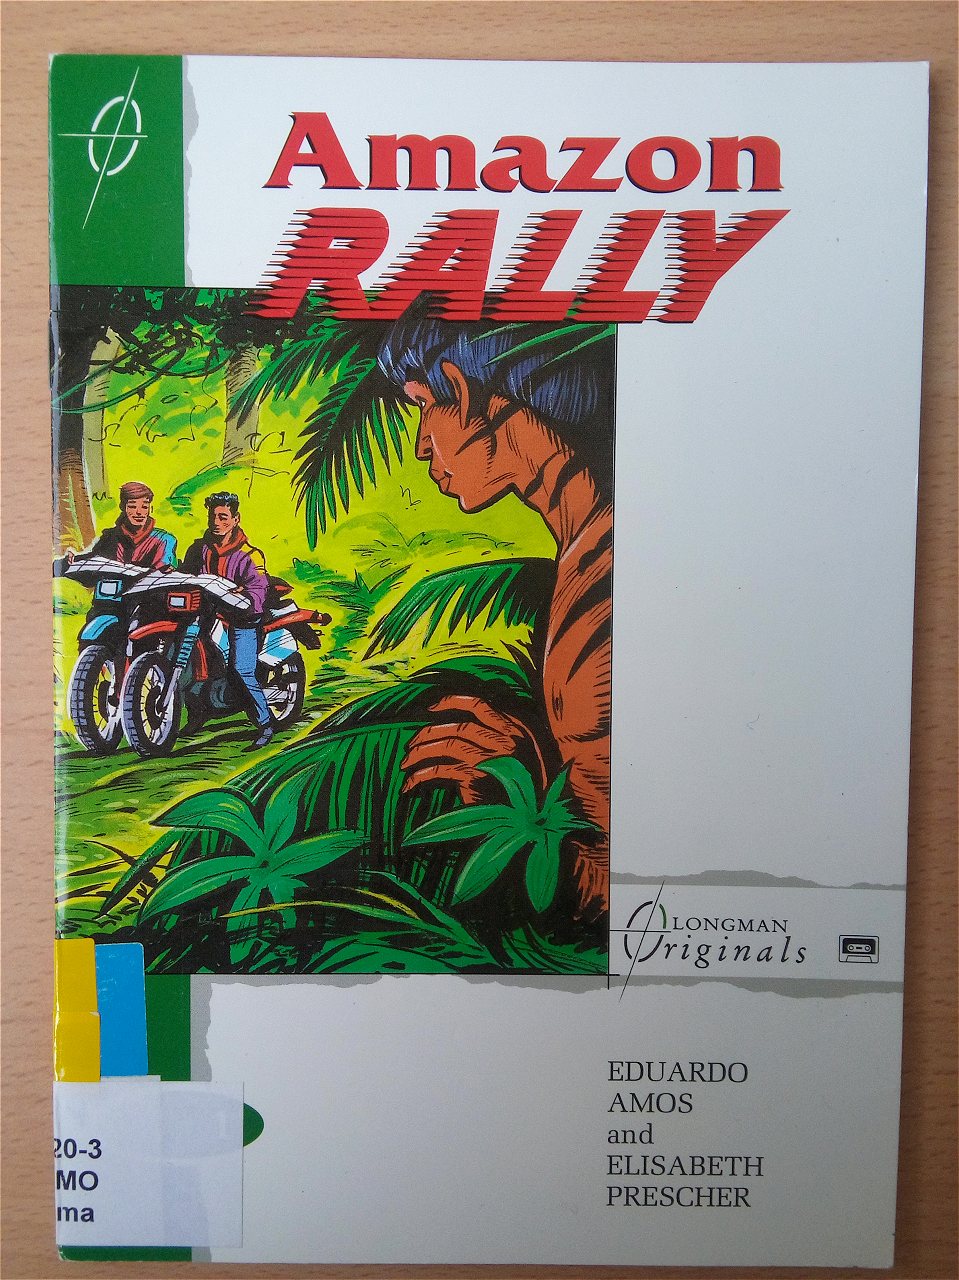 Amazon
RALLY
LONGMAN
Originals
EDUARDO
AMOS
and
ELISABETH
PRESCHER
20-3
MO
ma